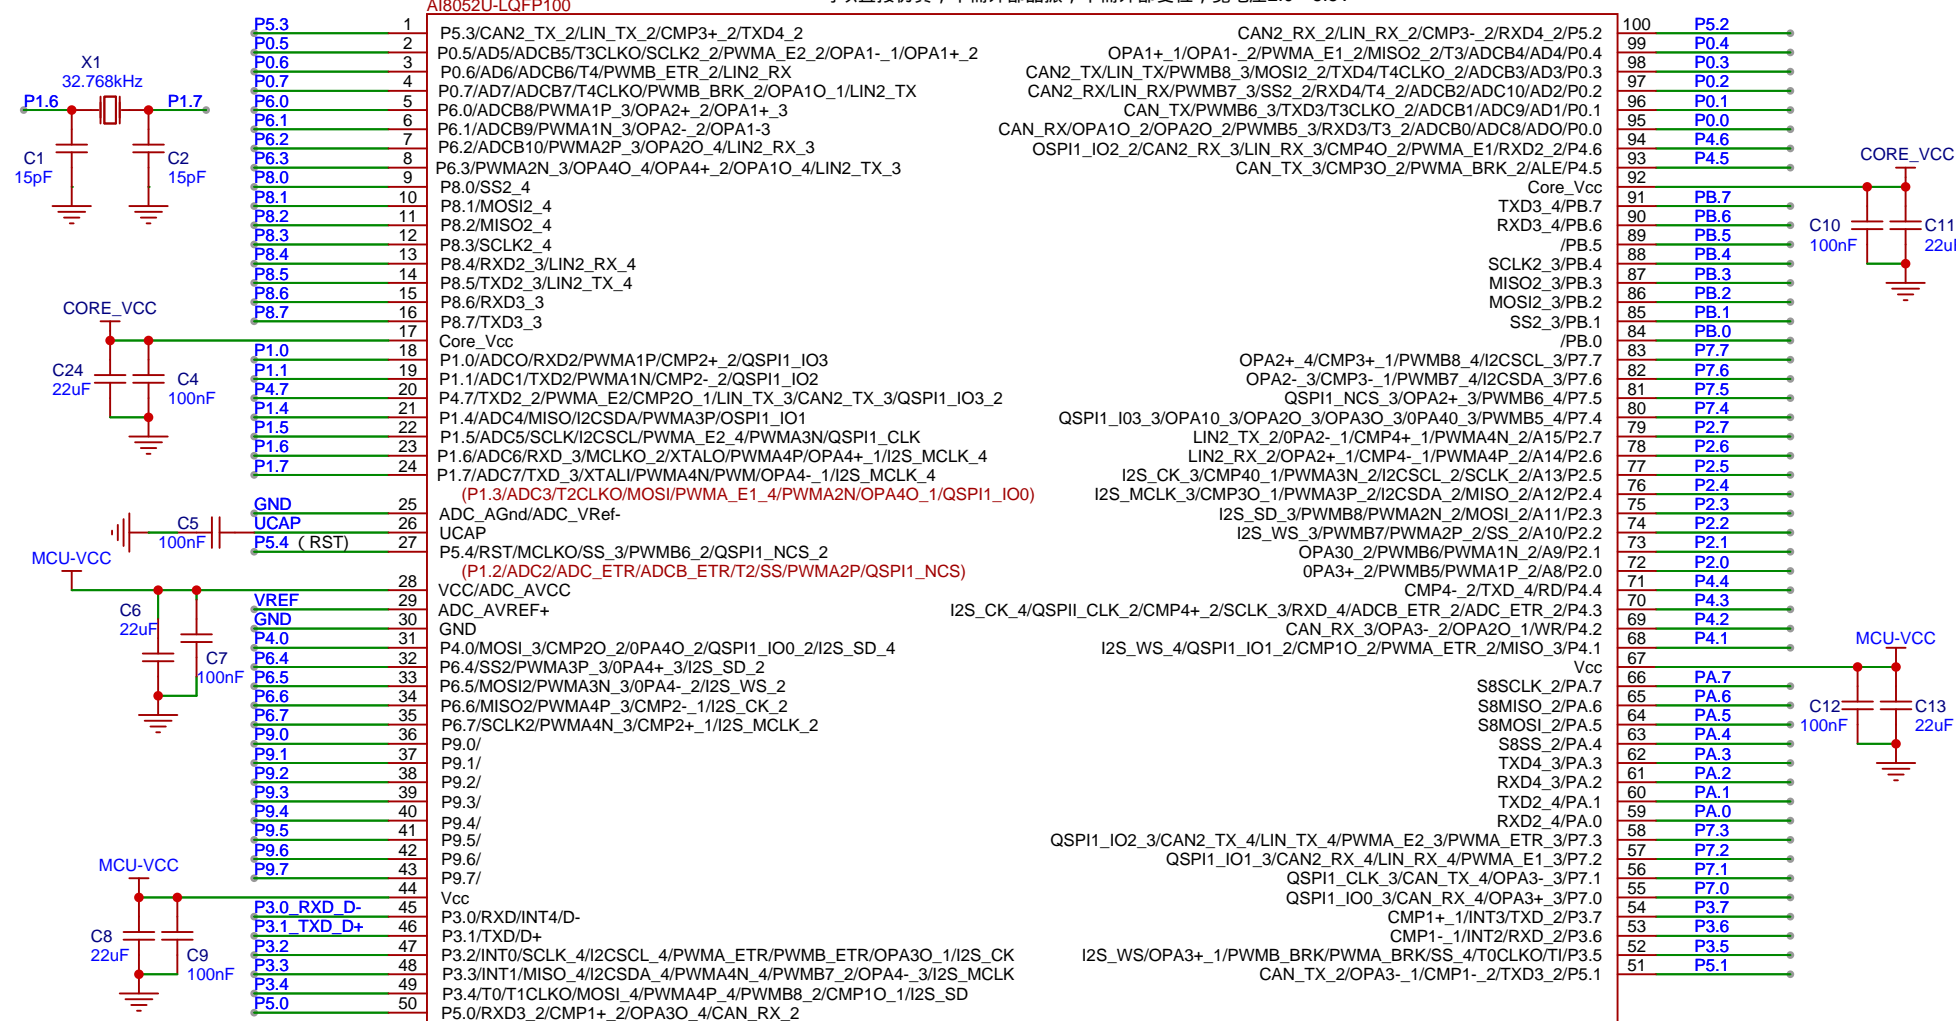 AI8052U-LQFP100
P5.3 1 P5.3/CAN2_TX_2/LIN_TX_2/CMP3+_2/TXD4_2
P0.5 2 P0.5/AD5/ADCB5/T3CLKO/SCLK2_2/PWMA_E2_2/OPA1-_1/OPA1+_2
P0.6 3 P0.6/AD6/ADCB6/T4/PWMB_ETR_2/LIN2_RX
P0.7 4 P0.7/AD7/ADCB7/T4CLKO/PWMB_BRK_2/OPA1O_1/LIN2_TX
P6.0 5 P6.0/ADCB8/PWMA1P_3/OPA2+_2/OPA1+_3
P6.1 6 P6.1/ADCB9/PWMA1N_3/OPA2-_2/OPA1-3
P6.2 7 P6.2/ADCB10/PWMA2P_3/OPA2O_4/LIN2_RX_3
P6.3 8 P6.3/PWMA2N_3/OPA4O_4/OPA4+_2/OPA1O_4/LIN2_TX_3
P8.0 9 P8.0/SS2_4
P8.1 10 P8.1/MOSI2_4
P8.2 11 P8.2/MISO2_4
P8.3 12 P8.3/SCLK2_4
P8.4 13 P8.4/RXD2_3/LIN2_RX_4
P8.5 14 P8.5/TXD2_3/LIN2_TX_4
P8.6 15 P8.6/RXD3_3
P8.7 16 P8.7/TXD3_3
17 Core_Vcc
P1.0 18 P1.0/ADCO/RXD2/PWMA1P/CMP2+_2/QSPI1_IO3
P1.1 19 P1.1/ADC1/TXD2/PWMA1N/CMP2-_2/QSPI1_IO2
P4.7 20 P4.7/TXD2_2/PWMA_E2/CMP2O_1/LIN_TX_3/CAN2_TX_3/QSPI1_IO3_2
P1.4 21 P1.4/ADC4/MISO/I2CSDA/PWMA3P/OSPI1_IO1
P1.5 22 P1.5/ADC5/SCLK/I2CSCL/PWMA_E2_4/PWMA3N/QSPI1_CLK
P1.6 23 P1.6/ADC6/RXD_3/MCLKO_2/XTALO/PWMA4P/OPA4+_1/I2S_MCLK_4
P1.7 24 P1.7/ADC7/TXD_3/XTALI/PWMA4N/PWM/OPA4-_1/I2S_MCLK_4
(P1.3/ADC3/T2CLKO/MOSI/PWMA_E1_4/PWMA2N/OPA4O_1/QSPI1_IO0)
GND 25 ADC_AGnd/ADC_VRef-
UCAP 26 UCAP
P5.4 (RST) 27 P5.4/RST/MCLKO/SS_3/PWMB6_2/QSPI1_NCS_2
(P1.2/ADC2/ADC_ETR/ADCB_ETR/T2/SS/PWMA2P/QSPI1_NCS)
28 VCC/ADC_AVCC
VREF 29 ADC_AVREF+
GND 30 GND
P4.0 31 P4.0/MOSI_3/CMP2O_2/0PA4O_2/QSPI1_IO0_2/I2S_SD_4
P6.4 32 P6.4/SS2/PWMA3P_3/0PA4+_3/I2S_SD_2
P6.5 33 P6.5/MOSI2/PWMA3N_3/0PA4-_2/I2S_WS_2
P6.6 34 P6.6/MISO2/PWMA4P_3/CMP2-_1/I2S_CK_2
P6.7 35 P6.7/SCLK2/PWMA4N_3/CMP2+_1/I2S_MCLK_2
P9.0 36 P9.0/
P9.1 37 P9.1/
P9.2 38 P9.2/
P9.3 39 P9.3/
P9.4 40 P9.4/
P9.5 41 P9.5/
P9.6 42 P9.6/
P9.7 43 P9.7/
44 Vcc
P3.0_RXD_D- 45 P3.0/RXD/INT4/D-
P3.1_TXD_D+ 46 P3.1/TXD/D+
P3.2 47 P3.2/INT0/SCLK_4/I2CSCL_4/PWMA_ETR/PWMB_ETR/OPA3O_1/I2S_CK
P3.3 48 P3.3/INT1/MISO_4/I2CSDA_4/PWMA4N_4/PWMB7_2/OPA4-_3/I2S_MCLK
P3.4 49 P3.4/T0/T1CLKO/MOSI_4/PWMA4P_4/PWMB8_2/CMP1O_1/I2S_SD
P5.0 50 P5.0/RXD3_2/CMP1+_2/OPA3O_4/CAN_RX_2
CAN2_RX_2/LIN_RX_2/CMP3-_2/RXD4_2/P5.2 100 P5.2
OPA1+_1/OPA1-_2/PWMA_E1_2/MISO2_2/T3/ADCB4/AD4/P0.4 99 P0.4
CAN2_TX/LIN_TX/PWMB8_3/MOSI2_2/TXD4/T4CLKO_2/ADCB3/AD3/P0.3 98 P0.3
CAN2_RX/LIN_RX/PWMB7_3/SS2_2/RXD4/T4_2/ADCB2/ADC10/AD2/P0.2 97 P0.2
CAN_TX/PWMB6_3/TXD3/T3CLKO_2/ADCB1/ADC9/AD1/P0.1 96 P0.1
CAN_RX/OPA1O_2/OPA2O_2/PWMB5_3/RXD3/T3_2/ADCB0/ADC8/ADO/P0.0 95 P0.0
OSPI1_IO2_2/CAN2_RX_3/LIN_RX_3/CMP4O_2/PWMA_E1/RXD2_2/P4.6 94 P4.6
CAN_TX_3/CMP3O_2/PWMA_BRK_2/ALE/P4.5 93 P4.5
Core_Vcc 92
TXD3_4/PB.7 91 PB.7
RXD3_4/PB.6 90 PB.6
/PB.5 89 PB.5
SCLK2_3/PB.4 88 PB.4
MISO2_3/PB.3 87 PB.3
MOSI2_3/PB.2 86 PB.2
SS2_3/PB.1 85 PB.1
/PB.0 84 PB.0
OPA2+_4/CMP3+_1/PWMB8_4/I2CSCL_3/P7.7 83 P7.7
OPA2-_3/CMP3-_1/PWMB7_4/I2CSDA_3/P7.6 82 P7.6
QSPI1_NCS_3/OPA2+_3/PWMB6_4/P7.5 81 P7.5
QSPI1_I03_3/OPA10_3/OPA2O_3/OPA3O_3/0PA40_3/PWMB5_4/P7.4 80 P7.4
LIN2_TX_2/0PA2-_1/CMP4+_1/PWMA4N_2/A15/P2.7 79 P2.7
LIN2_RX_2/OPA2+_1/CMP4-_1/PWMA4P_2/A14/P2.6 78 P2.6
I2S_CK_3/CMP40_1/PWMA3N_2/I2CSCL_2/SCLK_2/A13/P2.5 77 P2.5
I2S_MCLK_3/CMP3O_1/PWMA3P_2/I2CSDA_2/MISO_2/A12/P2.4 76 P2.4
I2S_SD_3/PWMB8/PWMA2N_2/MOSI_2/A11/P2.3 75 P2.3
I2S_WS_3/PWMB7/PWMA2P_2/SS_2/A10/P2.2 74 P2.2
OPA30_2/PWMB6/PWMA1N_2/A9/P2.1 73 P2.1
0PA3+_2/PWMB5/PWMA1P_2/A8/P2.0 72 P2.0
CMP4-_2/TXD_4/RD/P4.4 71 P4.4
I2S_CK_4/QSPII_CLK_2/CMP4+_2/SCLK_3/RXD_4/ADCB_ETR_2/ADC_ETR_2/P4.3 70 P4.3
CAN_RX_3/OPA3-_2/OPA2O_1/WR/P4.2 69 P4.2
I2S_WS_4/QSPI1_IO1_2/CMP1O_2/PWMA_ETR_2/MISO_3/P4.1 68 P4.1
Vcc 67
S8SCLK_2/PA.7 66 PA.7
S8MISO_2/PA.6 65 PA.6
S8MOSI_2/PA.5 64 PA.5
S8SS_2/PA.4 63 PA.4
TXD4_3/PA.3 62 PA.3
RXD4_3/PA.2 61 PA.2
TXD2_4/PA.1 60 PA.1
RXD2_4/PA.0 59 PA.0
QSPI1_IO2_3/CAN2_TX_4/LIN_TX_4/PWMA_E2_3/PWMA_ETR_3/P7.3 58 P7.3
QSPI1_IO1_3/CAN2_RX_4/LIN_RX_4/PWMA_E1_3/P7.2 57 P7.2
QSPI1_CLK_3/CAN_TX_4/OPA3-_3/P7.1 56 P7.1
QSPI1_IO0_3/CAN_RX_4/OPA3+_3/P7.0 55 P7.0
CMP1+_1/INT3/TXD_2/P3.7 54 P3.7
CMP1-_1/INT2/RXD_2/P3.6 53 P3.6
I2S_WS/OPA3+_1/PWMB_BRK/PWMA_BRK/SS_4/T0CLKO/TI/P3.5 52 P3.5
CAN_TX_2/OPA3-_1/CMP1-_2/TXD3_2/P5.1 51 P5.1
X1
32.768kHz
P1.6 P1.7
C1 C2
15pF 15pF
CORE_VCC
C24 C4
22uF 100nF
C5
100nF
MCU-VCC
C6
22uF
C7
100nF
MCU-VCC
C8 C9
22uF 100nF
CORE_VCC
C10 C11
100nF
MCU-VCC
C12 C13
100nF 22uF